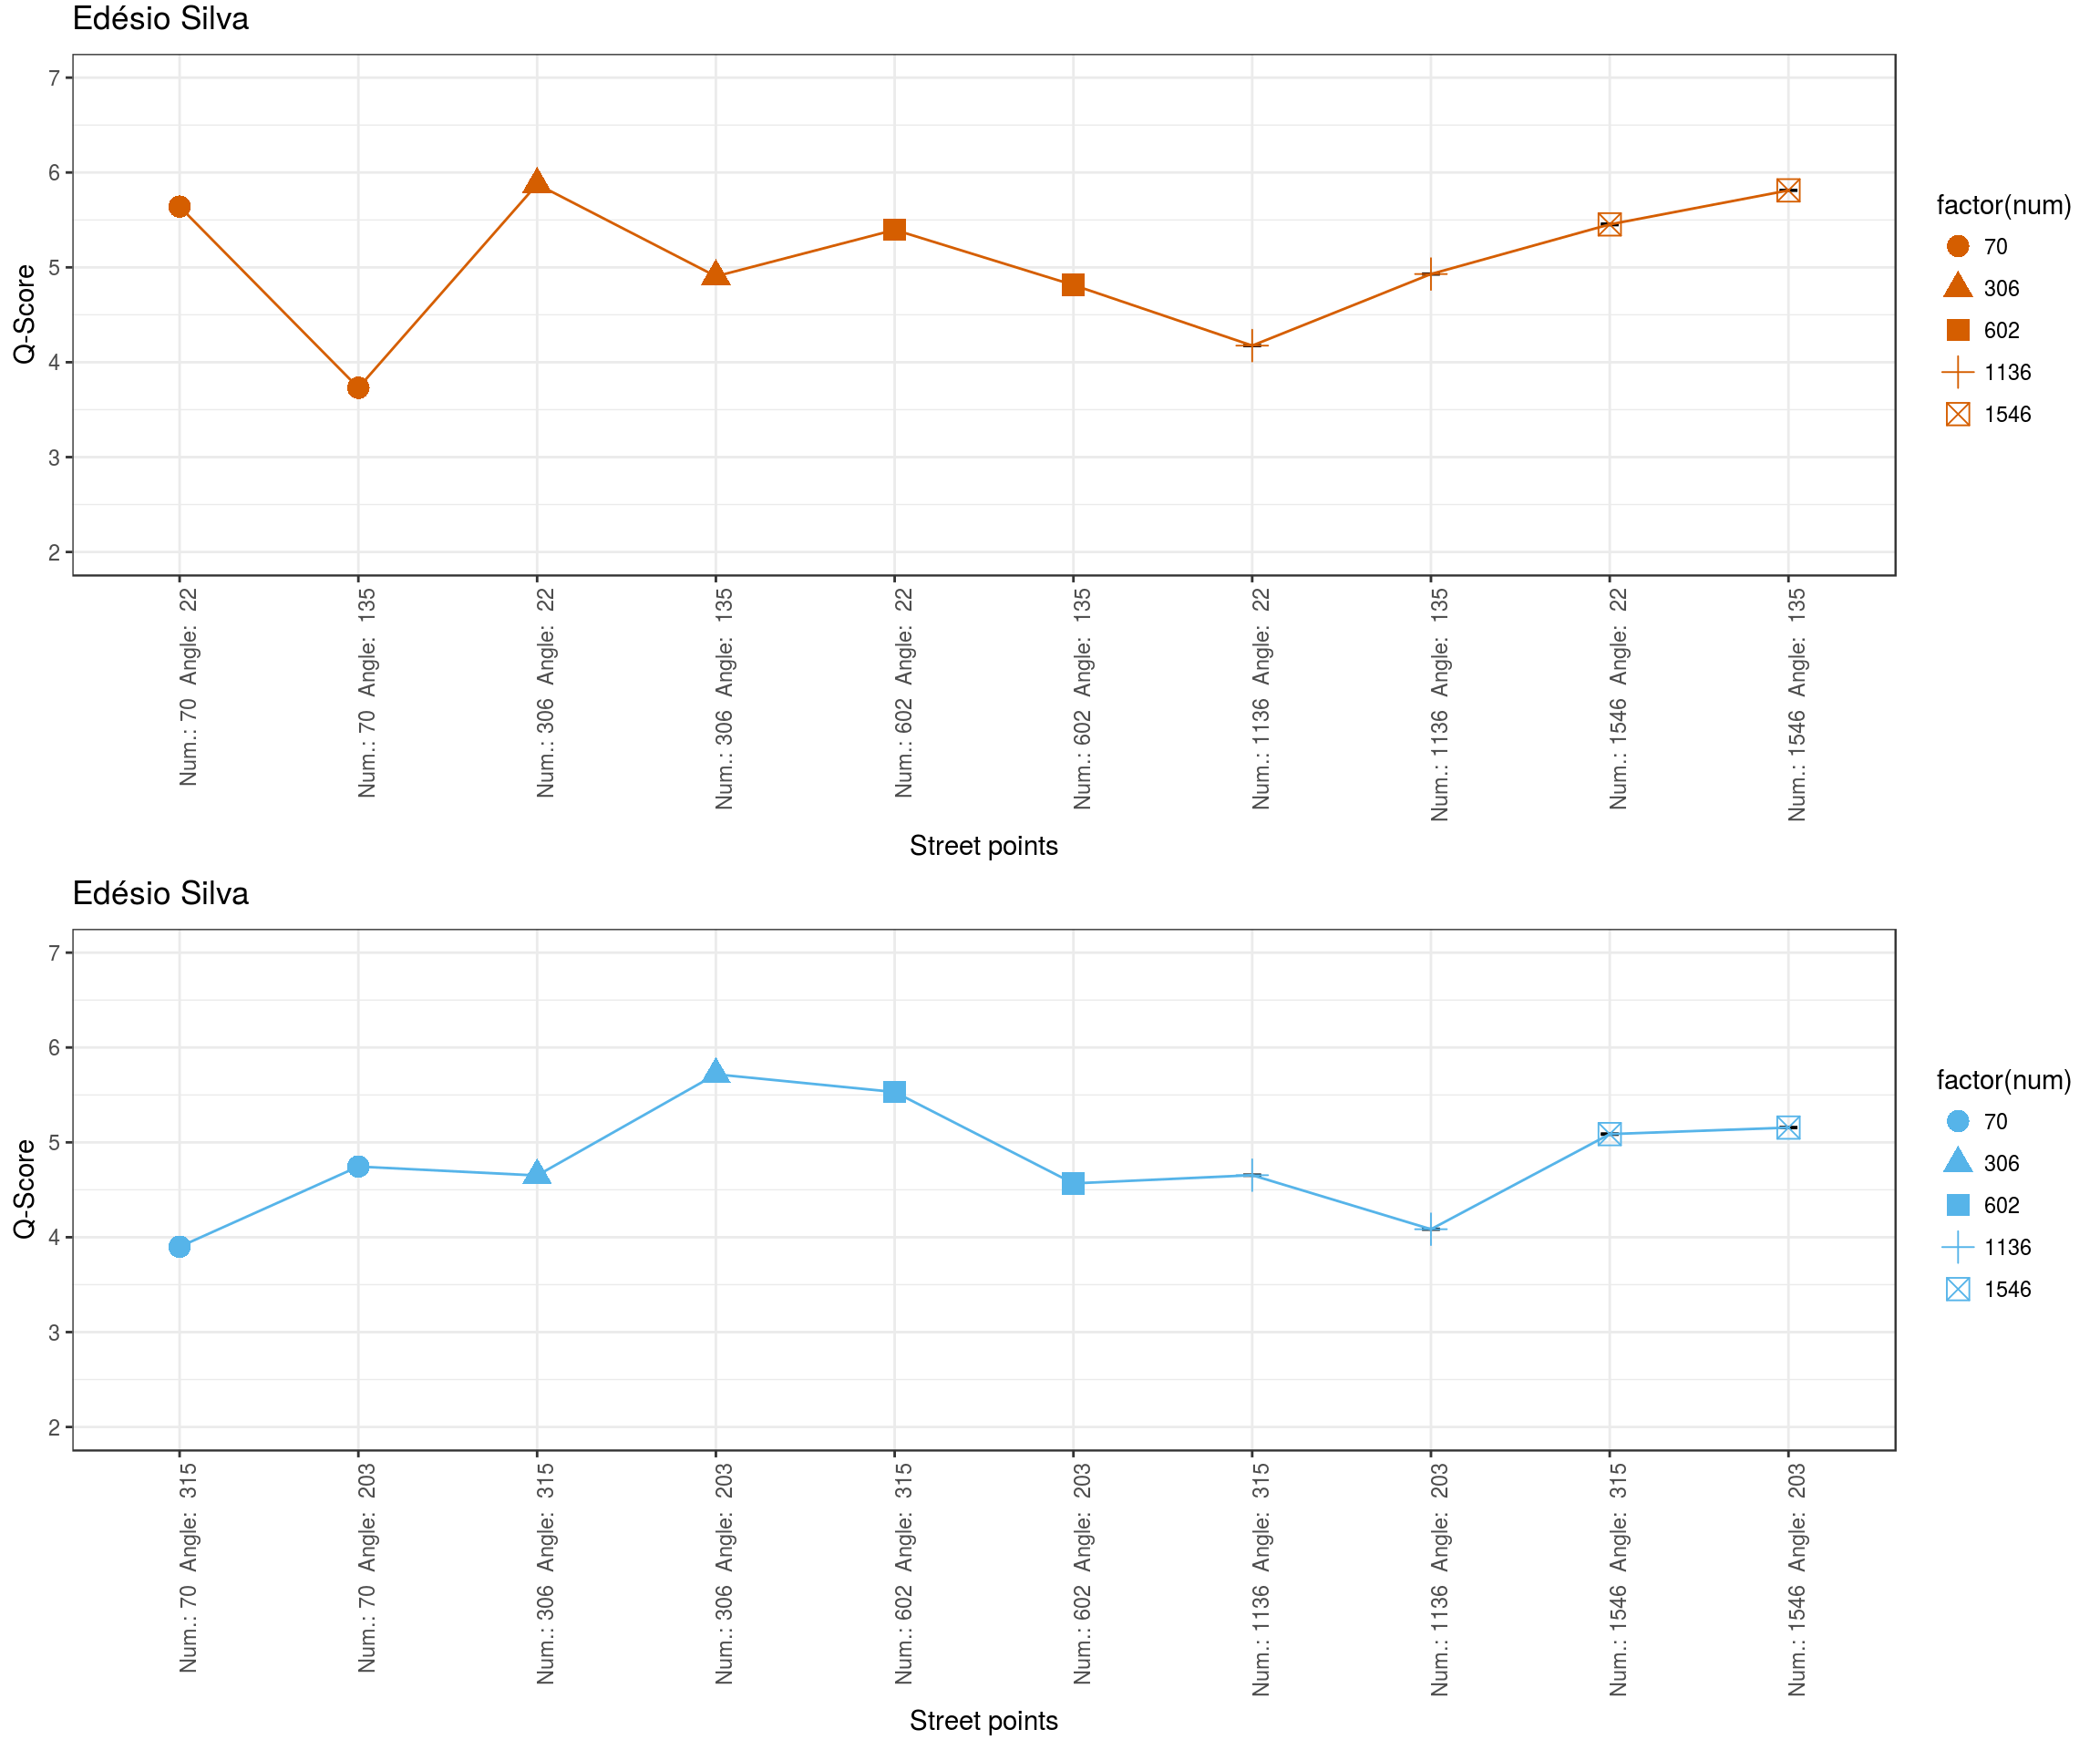 Edésio Silva
Q-Score
7
6
5
4
3
2
Num.: 70 Angle: 22
Num.: 70 Angle: 135
Num.: 306 Angle: 22
Num.: 306 Angle: 135
Num.: 602 Angle: 22
Num.: 602 Angle: 135
Num.: 1136 Angle: 22
Num.: 1136 Angle: 135
Num.: 1546 Angle: 22
Num.: 1546 Angle: 135
Street points
factor(num)
70
306
602
1136
1546
Edésio Silva
Q-Score
7
6
5
4
3
2
Num.: 70 Angle: 315
Num.: 70 Angle: 203
Num.: 306 Angle: 315
Num.: 306 Angle: 203
Num.: 602 Angle: 315
Num.: 602 Angle: 203
Num.: 1136 Angle: 315
Num.: 1136 Angle: 203
Num.: 1546 Angle: 315
Num.: 1546 Angle: 203
Street points
factor(num)
70
306
602
1136
1546